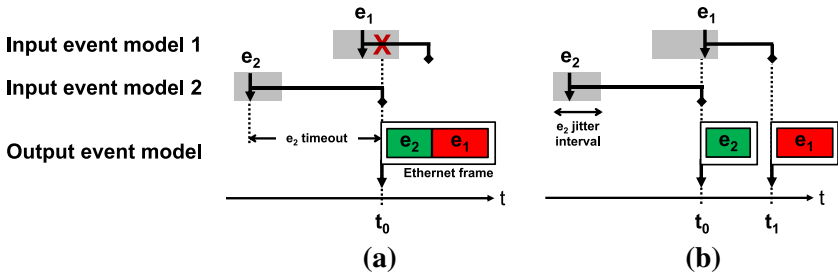 Input event model 1
Input event model 2
Output event model
e1
X
e2
e2 timeout
e2 e1
Ethernet frame
t
t0
(a)
e1
e2
e2 jitter
interval
e2
e1
t
t0
t1
(b)